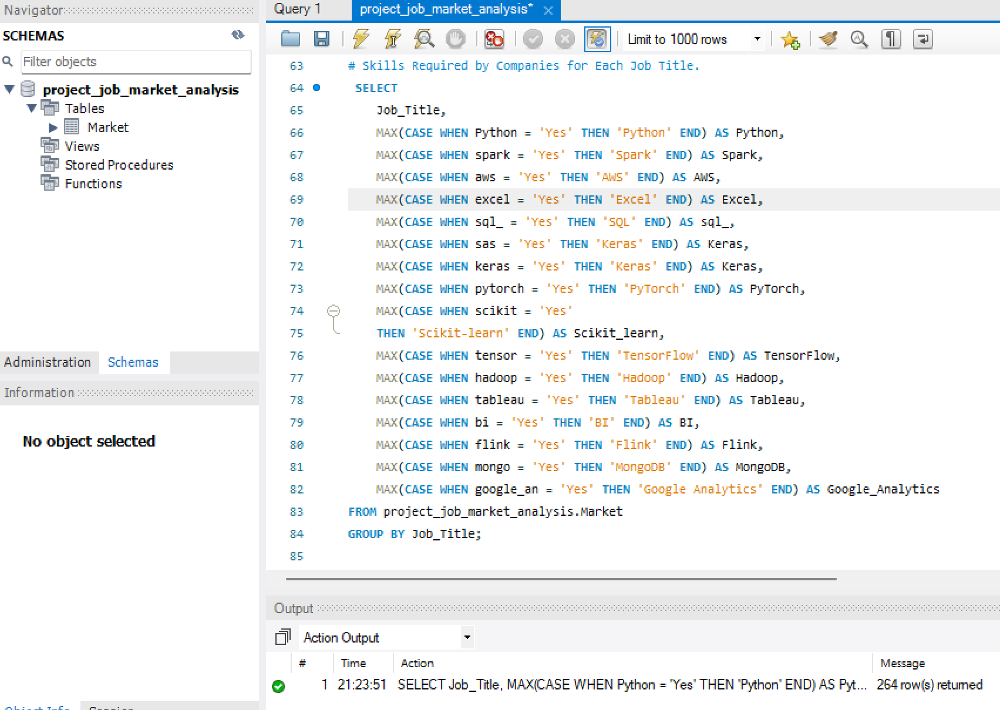 Navigator
SCHEMAS
Filter objects
project_job_market_analysis
Tables
Market
Views
Stored Procedures
Functions
Administration
Schemas
Information
No object selected
Object Info
Session
Query 1
project_job_market_analysis*
Limit to 1000 rows
63 # Skills Required by Companies for Each Job Title.
64 SELECT
65 Job_Title,
66 MAX(CASE WHEN Python = 'Yes' THEN 'Python' END) AS Python,
67 MAX(CASE WHEN spark = 'Yes' THEN 'Spark' END) AS Spark,
68 MAX(CASE WHEN aws = 'Yes' THEN 'AWS' END) AS AWS,
69 MAX(CASE WHEN excel = 'Yes' THEN 'Excel' END) AS Excel,
70 MAX(CASE WHEN sql_ = 'Yes' THEN 'SQL' END) AS sql_,
71 MAX(CASE WHEN sas = 'Yes' THEN 'Keras' END) AS Keras,
72 MAX(CASE WHEN keras = 'Yes' THEN 'Keras' END) AS Keras,
73 MAX(CASE WHEN pytorch = 'Yes' THEN 'PyTorch' END) AS PyTorch,
74 MAX(CASE WHEN scikit = 'Yes'
75 THEN 'Scikit-learn' END) AS Scikit_learn,
76 MAX(CASE WHEN tensor = 'Yes' THEN 'TensorFlow' END) AS TensorFlow,
77 MAX(CASE WHEN hadoop = 'Yes' THEN 'Hadoop' END) AS Hadoop,
78 MAX(CASE WHEN tableau = 'Yes' THEN 'Tableau' END) AS Tableau,
79 MAX(CASE WHEN bi = 'Yes' THEN 'BI' END) AS BI,
80 MAX(CASE WHEN flink = 'Yes' THEN 'Flink' END) AS Flink,
81 MAX(CASE WHEN mongo = 'Yes' THEN 'MongoDB' END) AS MongoDB,
82 MAX(CASE WHEN google_an = 'Yes' THEN 'Google Analytics' END) AS Google_Analytics
83 FROM project_job_market_analysis.Market
84 GROUP BY Job_Title;
85
Output
Action Output
# Time Action Message
1 21:23:51 SELECT Job_Title, MAX(CASE WHEN Python = 'Yes' THEN 'Python' END) AS Pyt... 264 row(s) returned